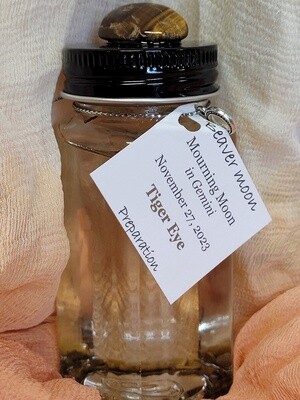 Beaver moon
Mourning Moon
in Gemini
November 27, 2023
Tiger Eye
Preparation